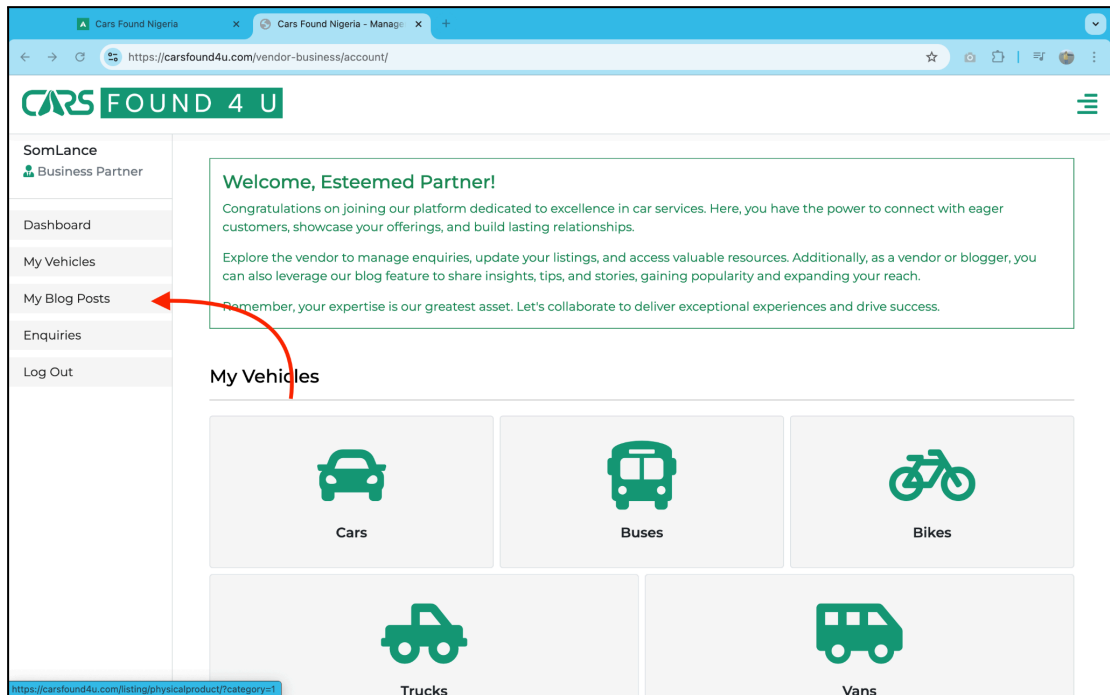 Cars Found Nigeria
Cars Found Nigeria - Manage
https://carsfound4u.com/vendor-business/account/
CARS FOUND 4 U
SomLance
Business Partner
Dashboard
My Vehicles
My Blog Posts
Enquiries
Log Out
Welcome, Esteemed Partner!
Congratulations on joining our platform dedicated to excellence in car services. Here, you have the power to connect with eager
customers, showcase your offerings, and build lasting relationships.
Explore the vendor to manage enquiries, update your listings, and access valuable resources. Additionally, as a vendor or blogger, you
can also leverage our blog feature to share insights, tips, and stories, gaining popularity and expanding your reach.
Remember, your expertise is our greatest asset. Let's collaborate to deliver exceptional experiences and drive success.
My Vehicles
Cars
Buses
Bikes
Trucks
Vans
https://carsfound4u.com/listing/physicalproduct/?category=1